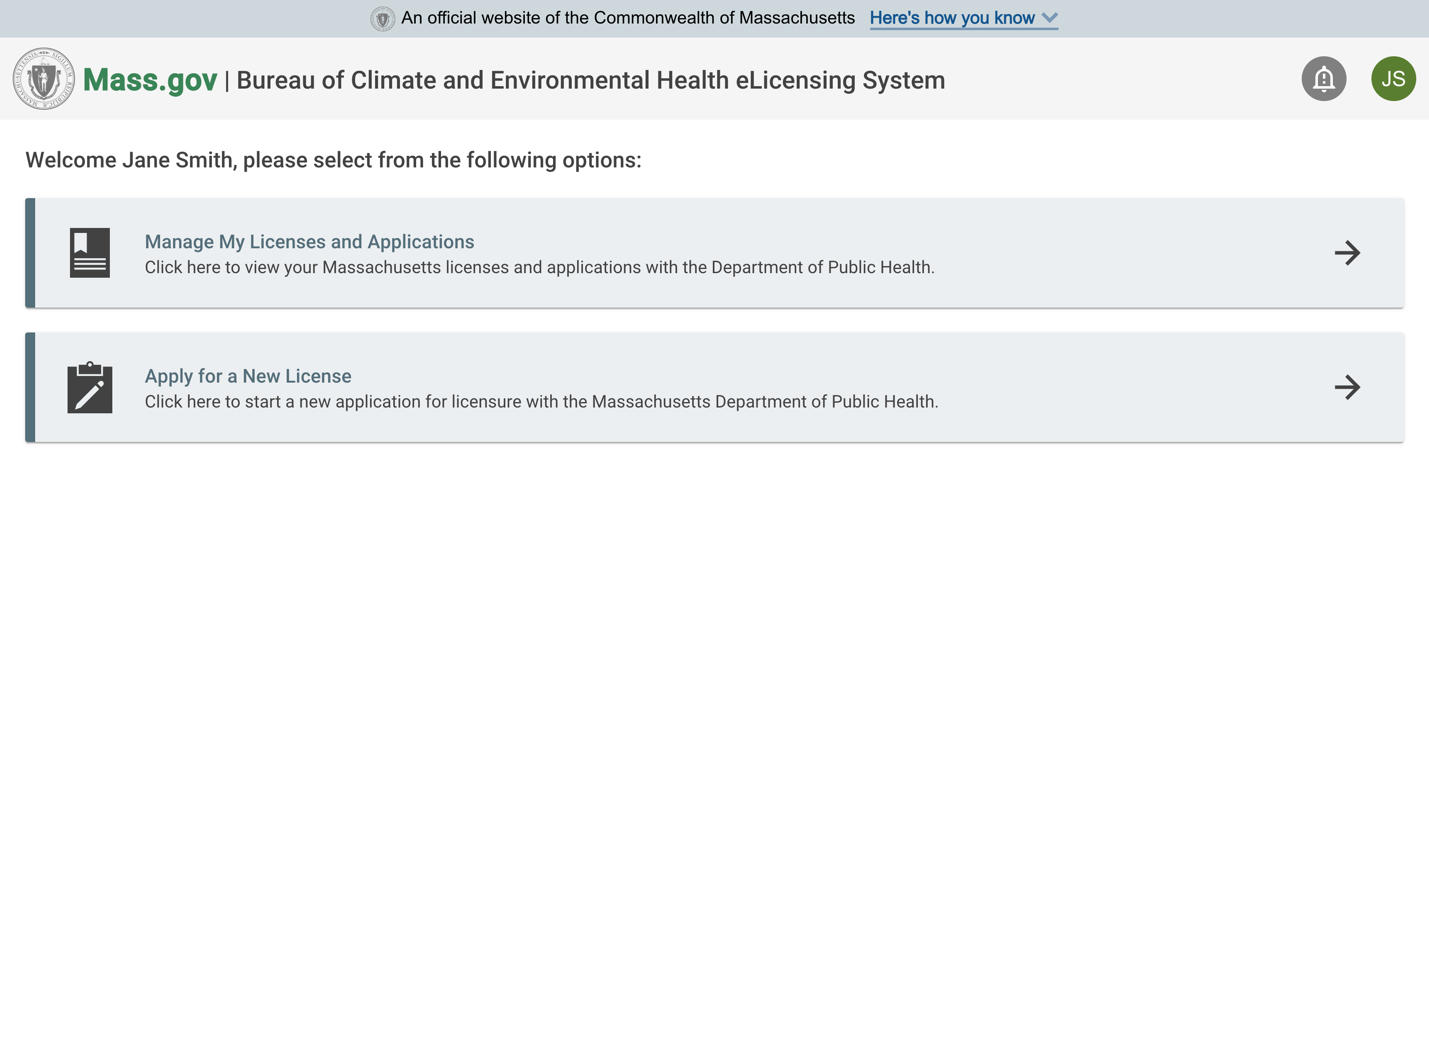 An official website of the Commonwealth of Massachusetts Here's how you know
Mass.gov | Bureau of Climate and Environmental Health eLicensing System
JS
Welcome Jane Smith, please select from the following options:
Manage My Licenses and Applications
Click here to view your Massachusetts licenses and applications with the Department of Public Health.
Apply for a New License
Click here to start a new application for licensure with the Massachusetts Department of Public Health.